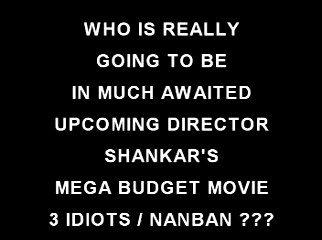 WHO IS REALLY
GOING TO BE
IN MUCH AWAITED
UPCOMING DIRECTOR
SHANKAR'S
MEGA BUDGET MOVIE
3 IDIOTS / NANBAN ???